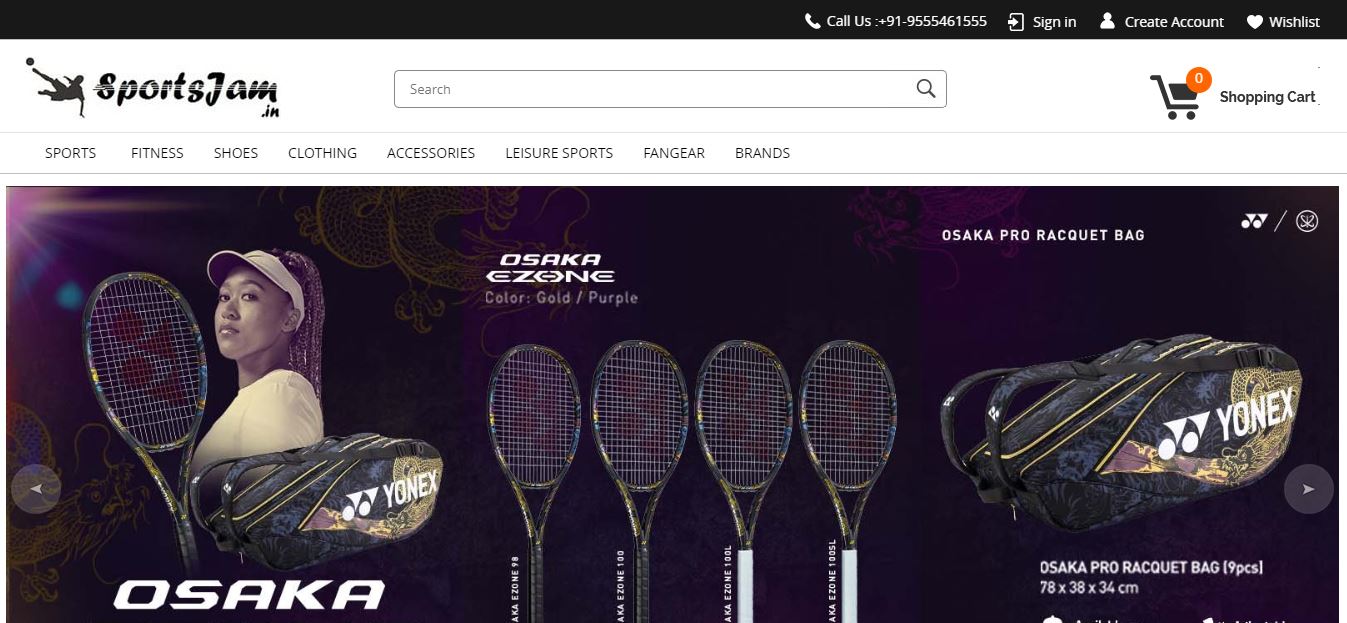 Call Us :+91-9555461555
Sign in
Create Account
Wishlist
SportsJam
.in
Search
0
Shopping Cart
SPORTS
FITNESS
SHOES
CLOTHING
ACCESSORIES
LEISURE SPORTS
FANGEAR
BRANDS
OSAKA PRO RACQUET BAG
OSAKA
EZONE
Color: Gold / Purple
YONEX
YONEX
OSAKA
AKA EZONE 98
AKA EZONE 100
AKA EZONE 100L
AKA EZONE 100SL
OSAKA PRO RACQUET BAG [9pcs]
78 x 38 x 34 cm